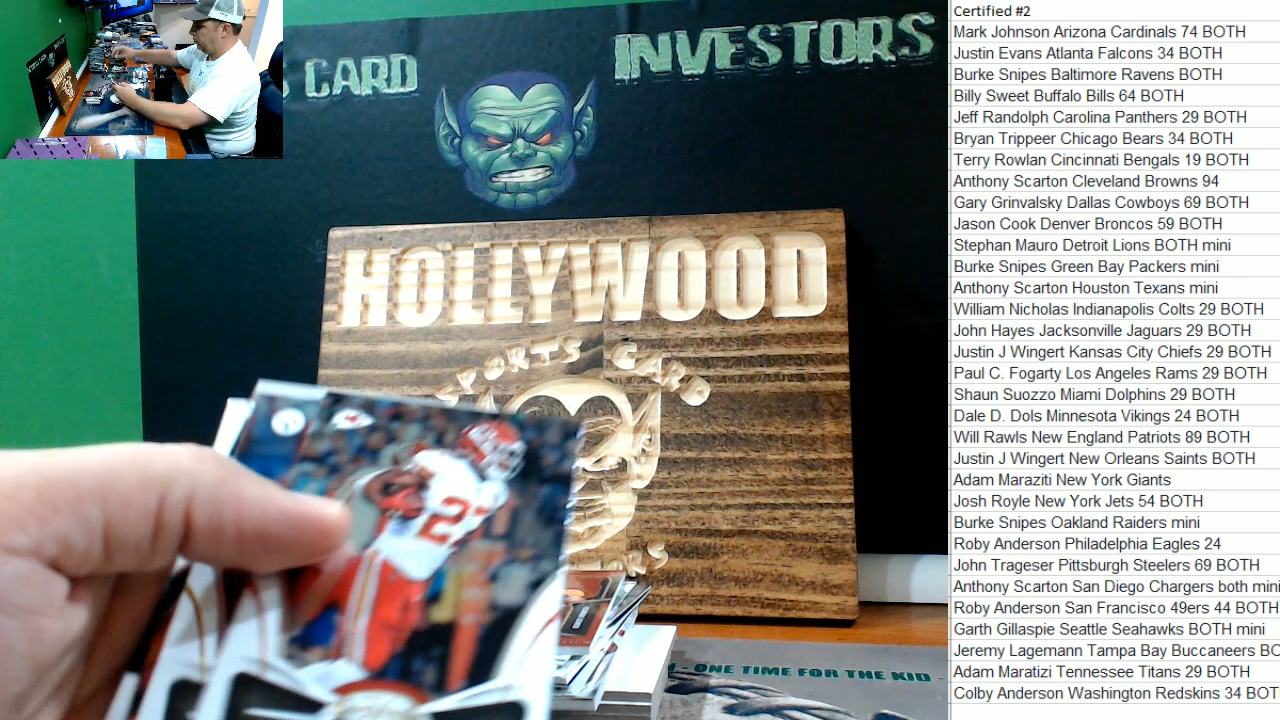 S CARD INVESTORS
HOLLYWOOD
SPORTS CARD
- ONE TIME FOR THE KID -
Certified #2
Mark Johnson Arizona Cardinals 74 BOTH
Justin Evans Atlanta Falcons 34 BOTH
Burke Snipes Baltimore Ravens BOTH
Billy Sweet Buffalo Bills 64 BOTH
Jeff Randolph Carolina Panthers 29 BOTH
Bryan Trippeer Chicago Bears 34 BOTH
Terry Rowlan Cincinnati Bengals 19 BOTH
Anthony Scarton Cleveland Browns 94
Gary Grinvalsky Dallas Cowboys 69 BOTH
Jason Cook Denver Broncos 59 BOTH
Stephan Mauro Detroit Lions BOTH mini
Burke Snipes Green Bay Packers mini
Anthony Scarton Houston Texans mini
William Nicholas Indianapolis Colts 29 BOTH
John Hayes Jacksonville Jaguars 29 BOTH
Justin J Wingert Kansas City Chiefs 29 BOTH
Paul C. Fogarty Los Angeles Rams 29 BOTH
Shaun Suozzo Miami Dolphins 29 BOTH
Dale D. Dols Minnesota Vikings 24 BOTH
Will Rawls New England Patriots 89 BOTH
Justin J Wingert New Orleans Saints BOTH
Adam Maraziti New York Giants
Josh Royle New York Jets 54 BOTH
Burke Snipes Oakland Raiders mini
Roby Anderson Philadelphia Eagles 24
John Trageser Pittsburgh Steelers 69 BOTH
Anthony Scarton San Diego Chargers both mini
Roby Anderson San Francisco 49ers 44 BOTH
Garth Gillaspie Seattle Seahawks BOTH mini
Jeremy Lagemann Tampa Bay Buccaneers BO
Adam Maratizi Tennessee Titans 29 BOTH
Colby Anderson Washington Redskins 34 BOT